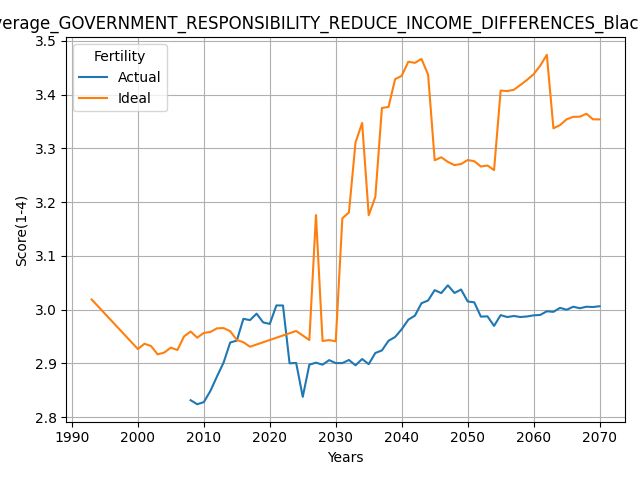 verage_GOVERNMENT_RESPONSIBILITY_REDUCE_INCOME_DIFFERENCES_Blac
Fertility
Actual
Ideal
Score(1-4)
3.5
3.4
3.3
3.2
3.1
3.0
2.9
2.8
1990 2000 2010 2020 2030 2040 2050 2060 2070
Years